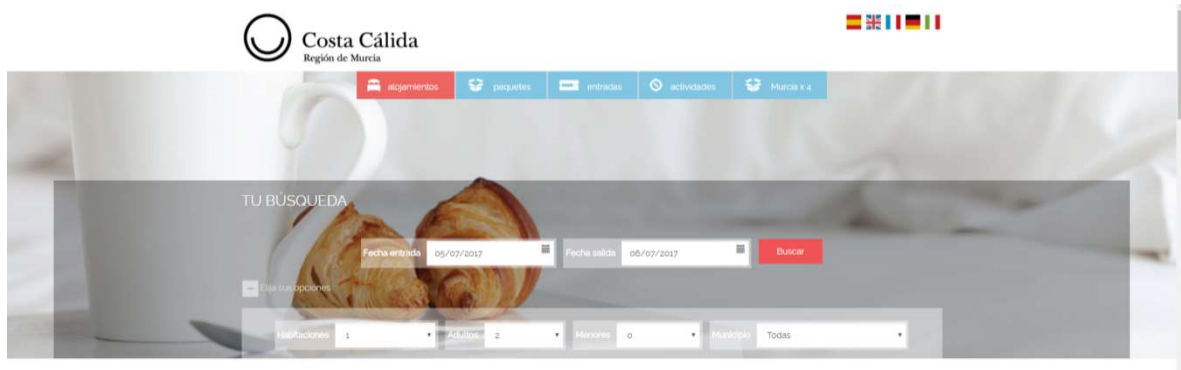 Costa Cálida
Región de Murcia
alojamientos paquetes entradas actividades Murcia x 4
TU BÚSQUEDA
Fecha entrada 05/07/2017 Fecha salida 06/07/2017 Buscar
Elija sus opciones
Habitaciones 1 Adultos 2 Menores 0 Municipio Todas